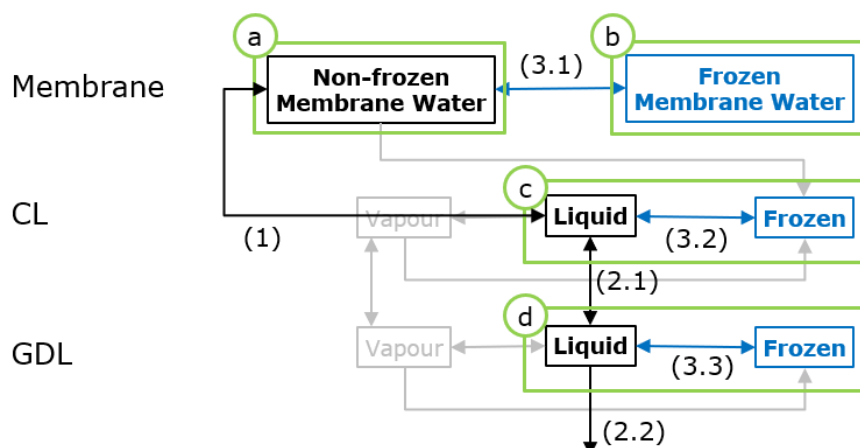 a
b
Membrane
Non-frozen
Membrane Water
(3.1)
Frozen
Membrane Water
c
CL
Vapour
Liquid
Frozen
(1)
(3.2)
(2.1)
d
GDL
Vapour
Liquid
Frozen
(3.3)
(2.2)